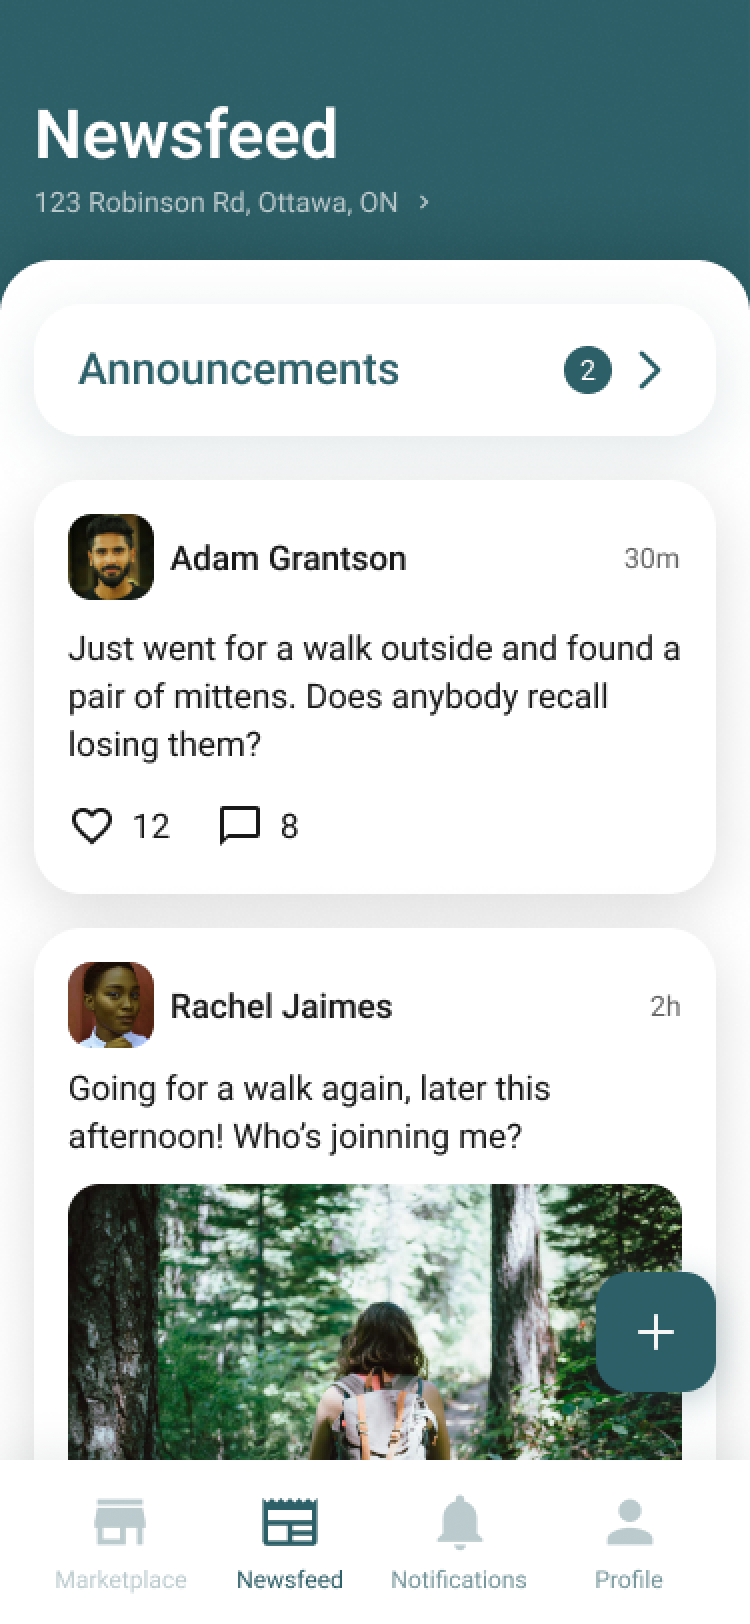 Newsfeed
123 Robinson Rd, Ottawa, ON
Announcements
2
Adam Grantson
30m
Just went for a walk outside and found a
pair of mittens. Does anybody recall
losing them?
12
8
Rachel Jaimes
2h
Going for a walk again, later this
afternoon! Who’s joinning me?
Marketplace
Newsfeed
Notifications
Profile